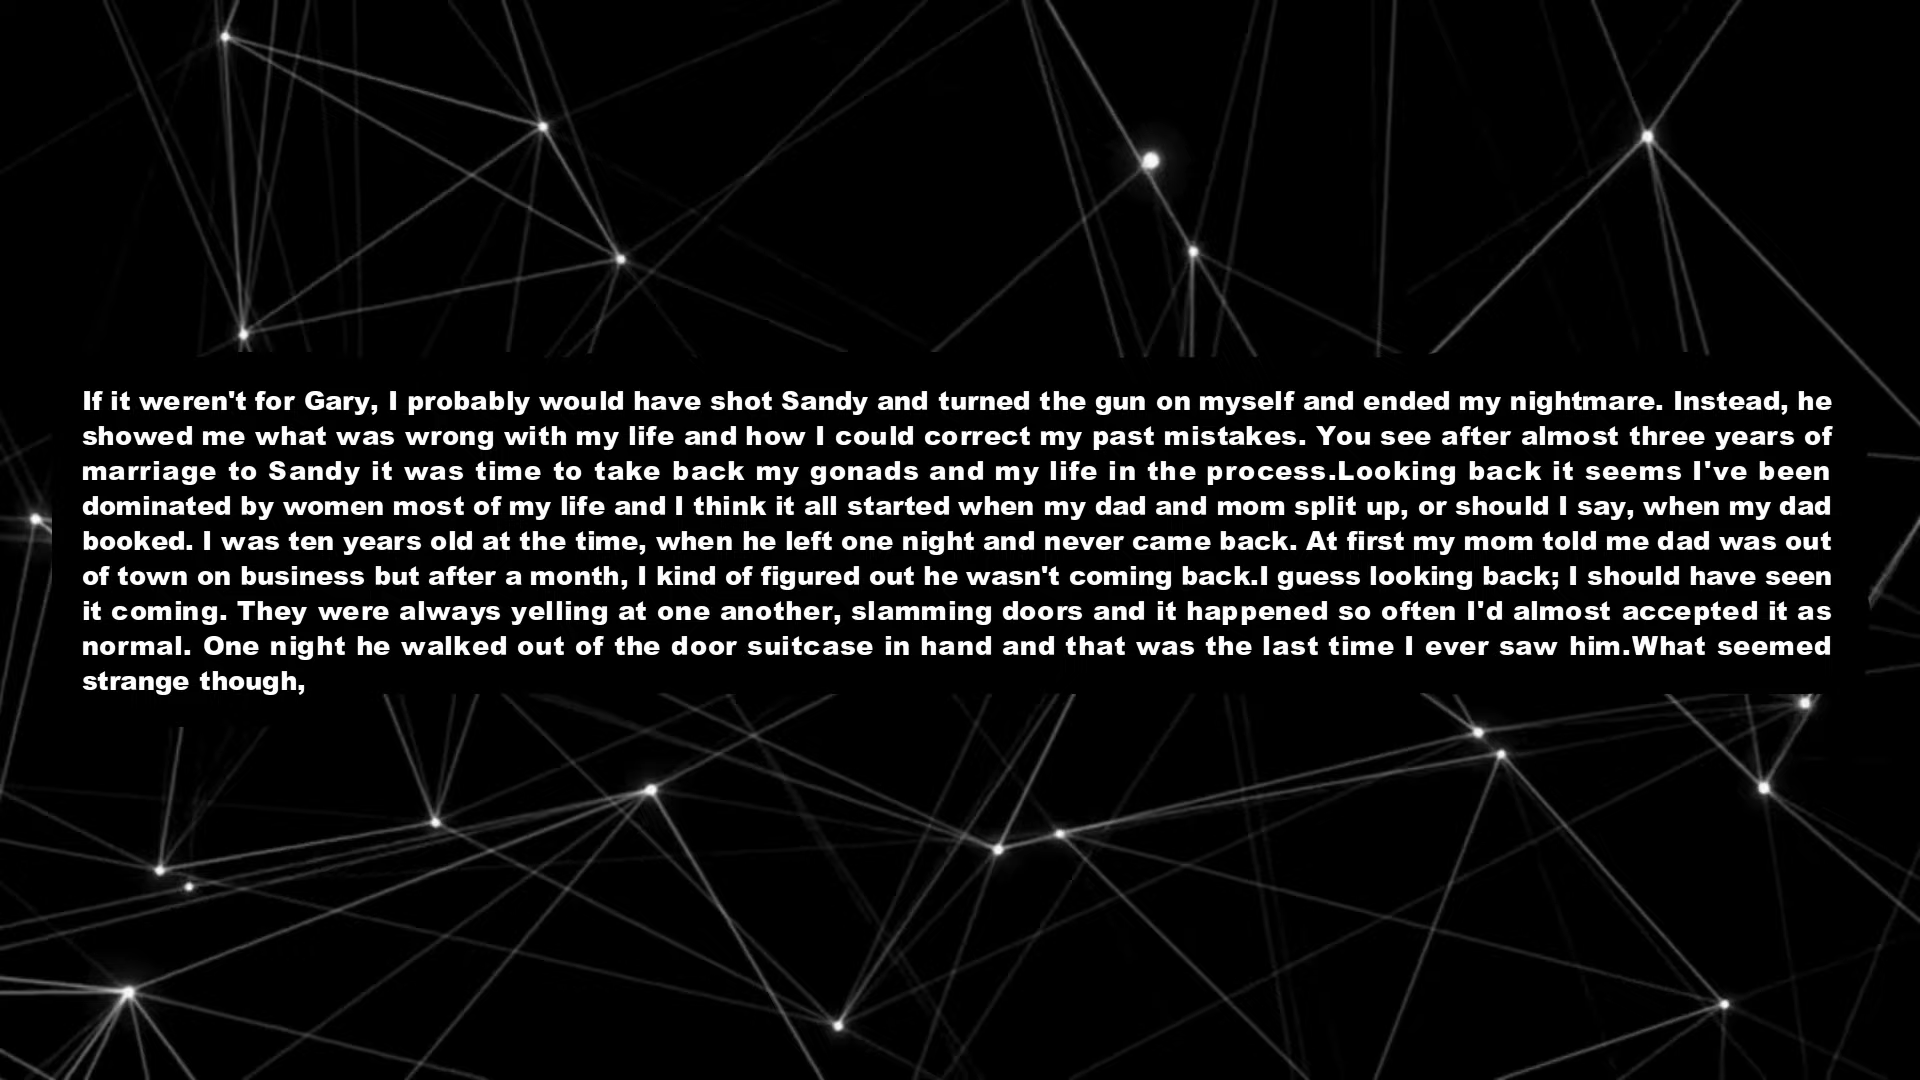 If it weren't for Gary, I probably would have shot Sandy and turned the gun on myself and ended my nightmare. Instead, he
showed me what was wrong with my life and how I could correct my past mistakes. You see after almost three years of
marriage to Sandy it was time to take back my gonads and my life in the process.Looking back it seems I've been
dominated by women most of my life and I think it all started when my dad and mom split up, or should I say, when my dad
booked. I was ten years old at the time, when he left one night and never came back. At first my mom told me dad was out
of town on business but after a month, I kind of figured out he wasn't coming back.I guess looking back; I should have seen
it coming. They were always yelling at one another, slamming doors and it happened so often I'd almost accepted it as
normal. One night he walked out of the door suitcase in hand and that was the last time I ever saw him.What seemed
strange though,